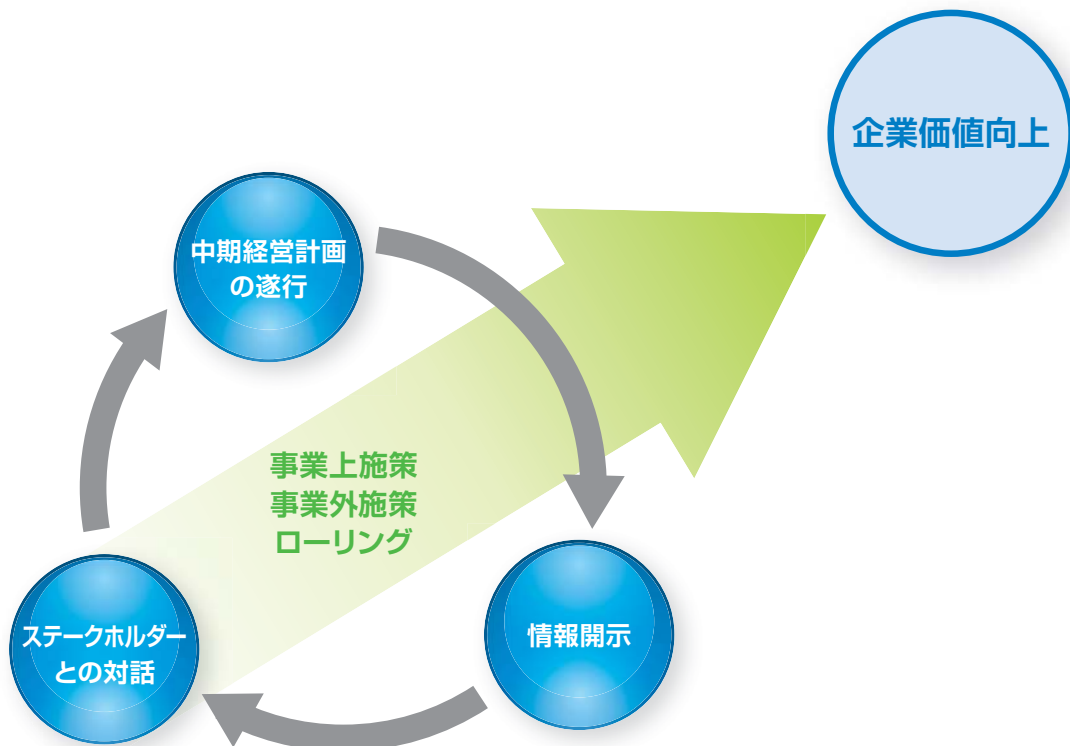 企業価値向上
中期経営計画
の遂行
事業上施策
事業外施策
ローリング
ステークホルダー
との対話
情報開示